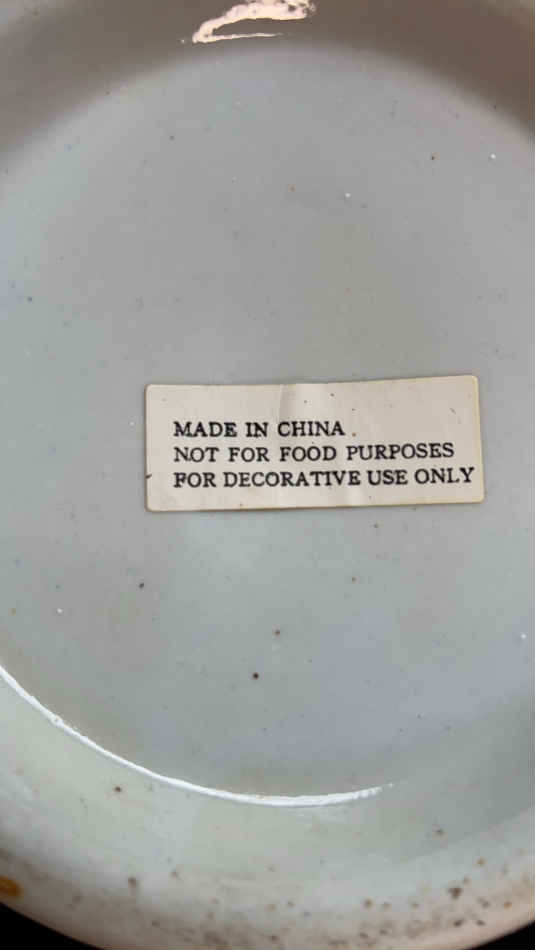 MADE IN CHINA
NOT FOR FOOD PURPOSES
FOR DECORATIVE USE ONLY